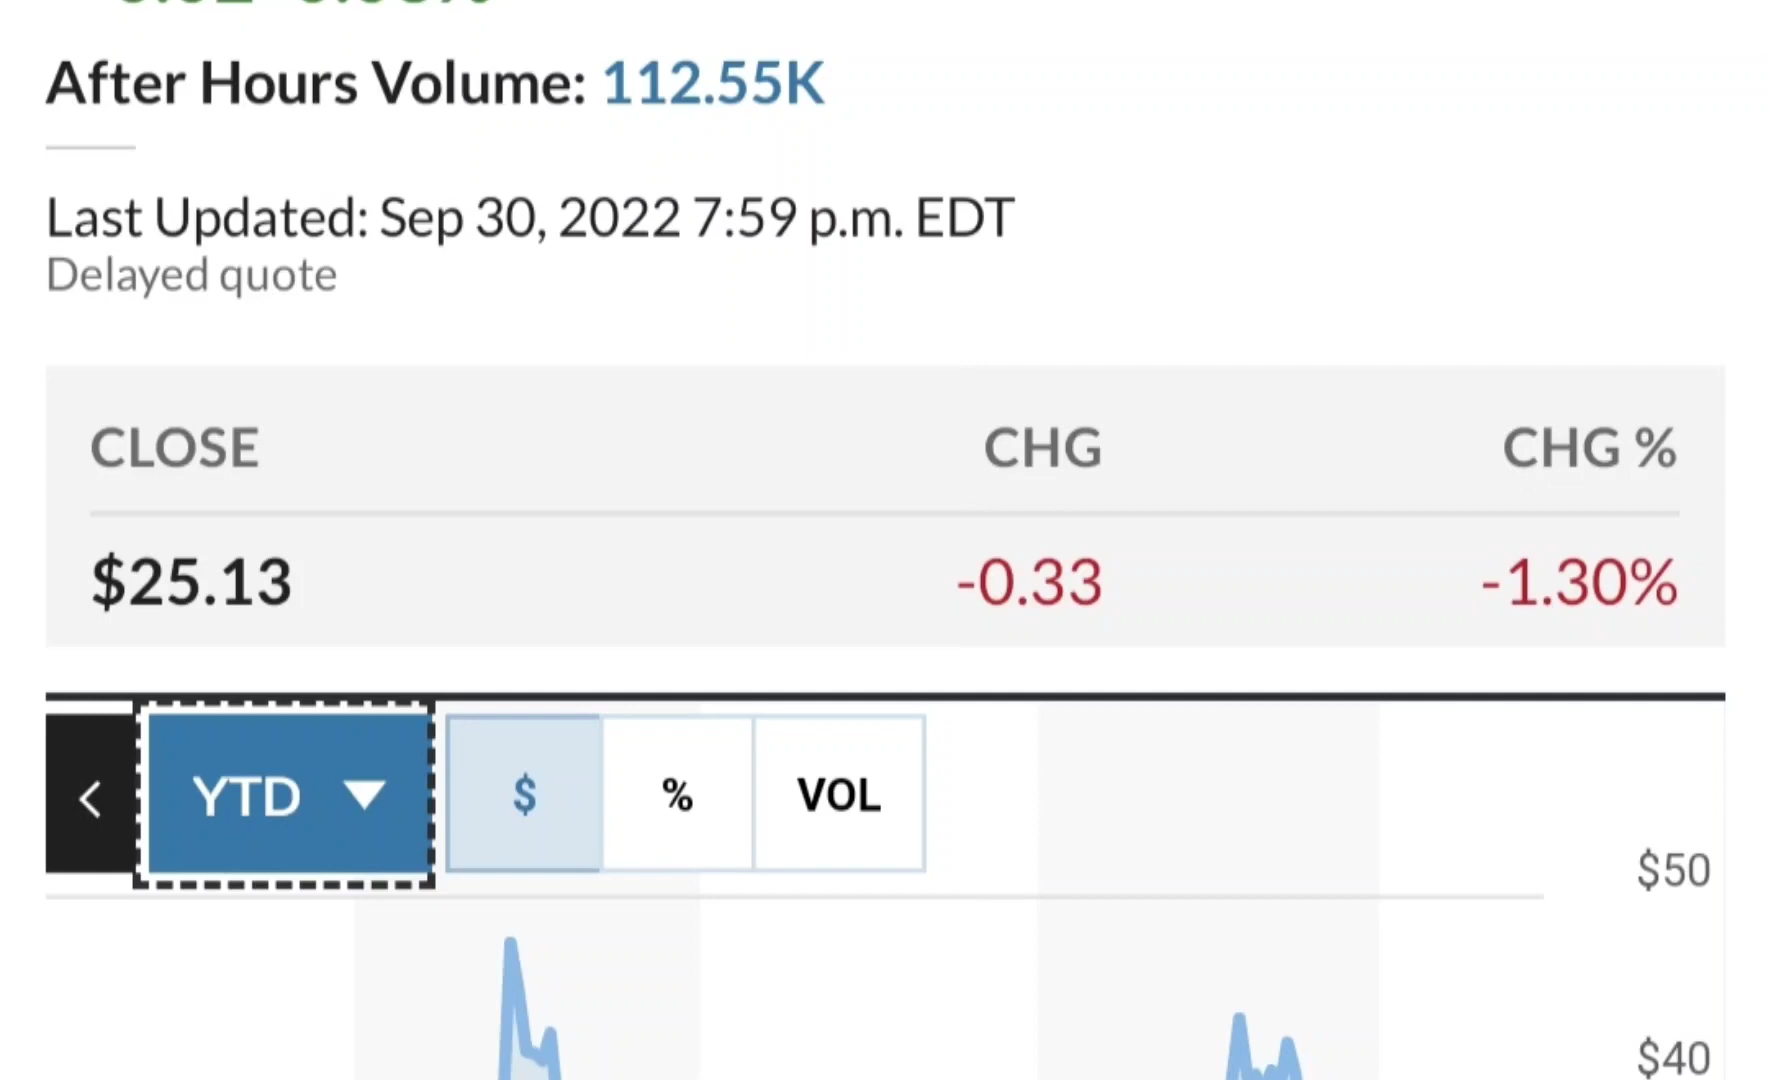 After Hours Volume: 112.55K
Last Updated: Sep 30, 2022 7:59 p.m. EDT
Delayed quote
CLOSE CHG CHG %
$25.13 -0.33 -1.30%
< YTD ▼ $ % VOL
$50
$40